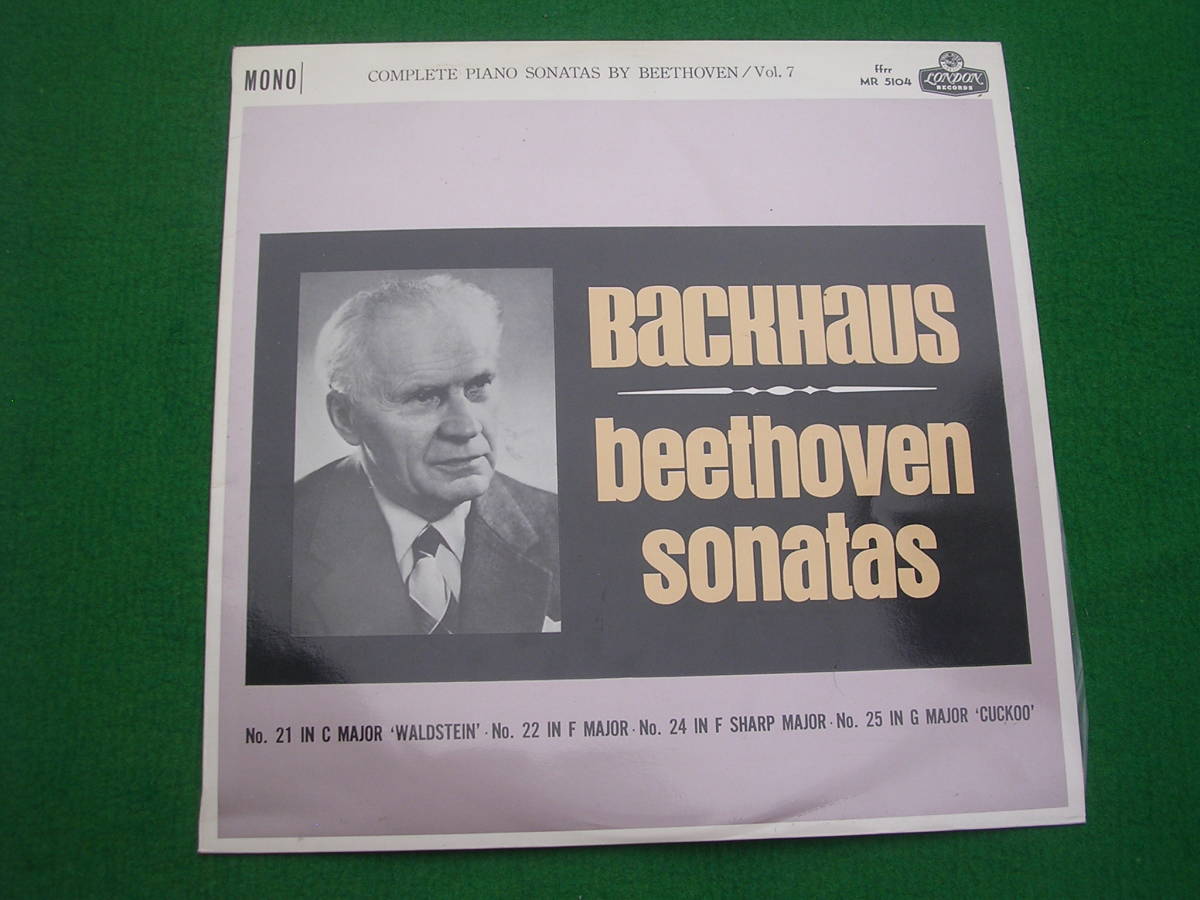 MONO
COMPLETE PIANO SONATAS BY BEETHOVEN / Vol. 7
ffrr
MR 5104
LONDON
RECORDS
BacKHaus
beethoven
sonatas
No. 21 IN C MAJOR 'WALDSTEIN' · No. 22 IN F MAJOR · No. 24 IN F SHARP MAJOR · No. 25 IN G MAJOR 'CUCKOO'